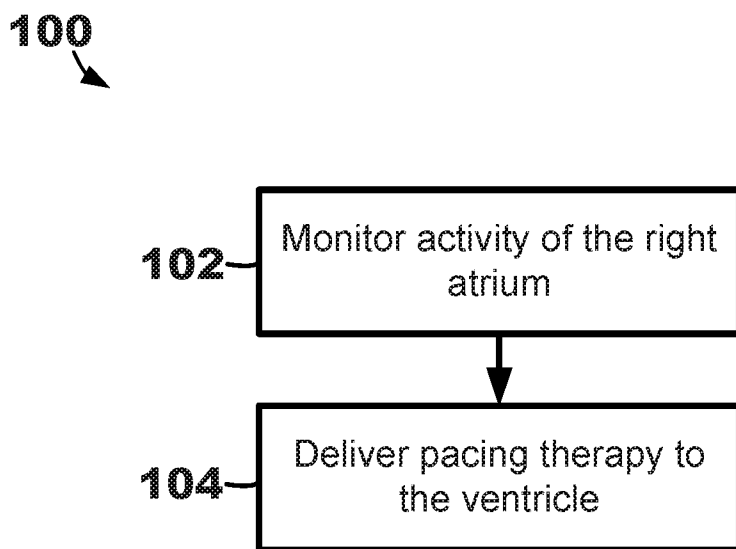 100
102
Monitor activity of the right
atrium
104
Deliver pacing therapy to
the ventricle